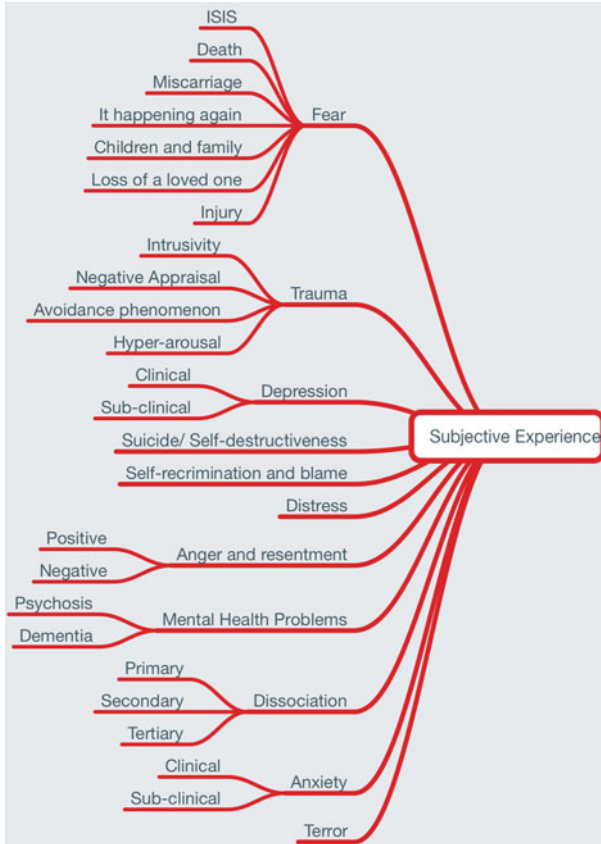 ISIS
Death
Miscarriage
It happening again
Children and family
Loss of a loved one
Injury
Fear
Intrusivity
Negative Appraisal
Avoidance phenomenon
Hyper-arousal
Trauma
Clinical
Sub-clinical
Depression
Suicide/ Self-destructiveness
Self-recrimination and blame
Distress
Positive
Negative
Anger and resentment
Psychosis
Dementia
Mental Health Problems
Primary
Secondary
Tertiary
Dissociation
Clinical
Sub-clinical
Anxiety
Terror
Subjective Experience